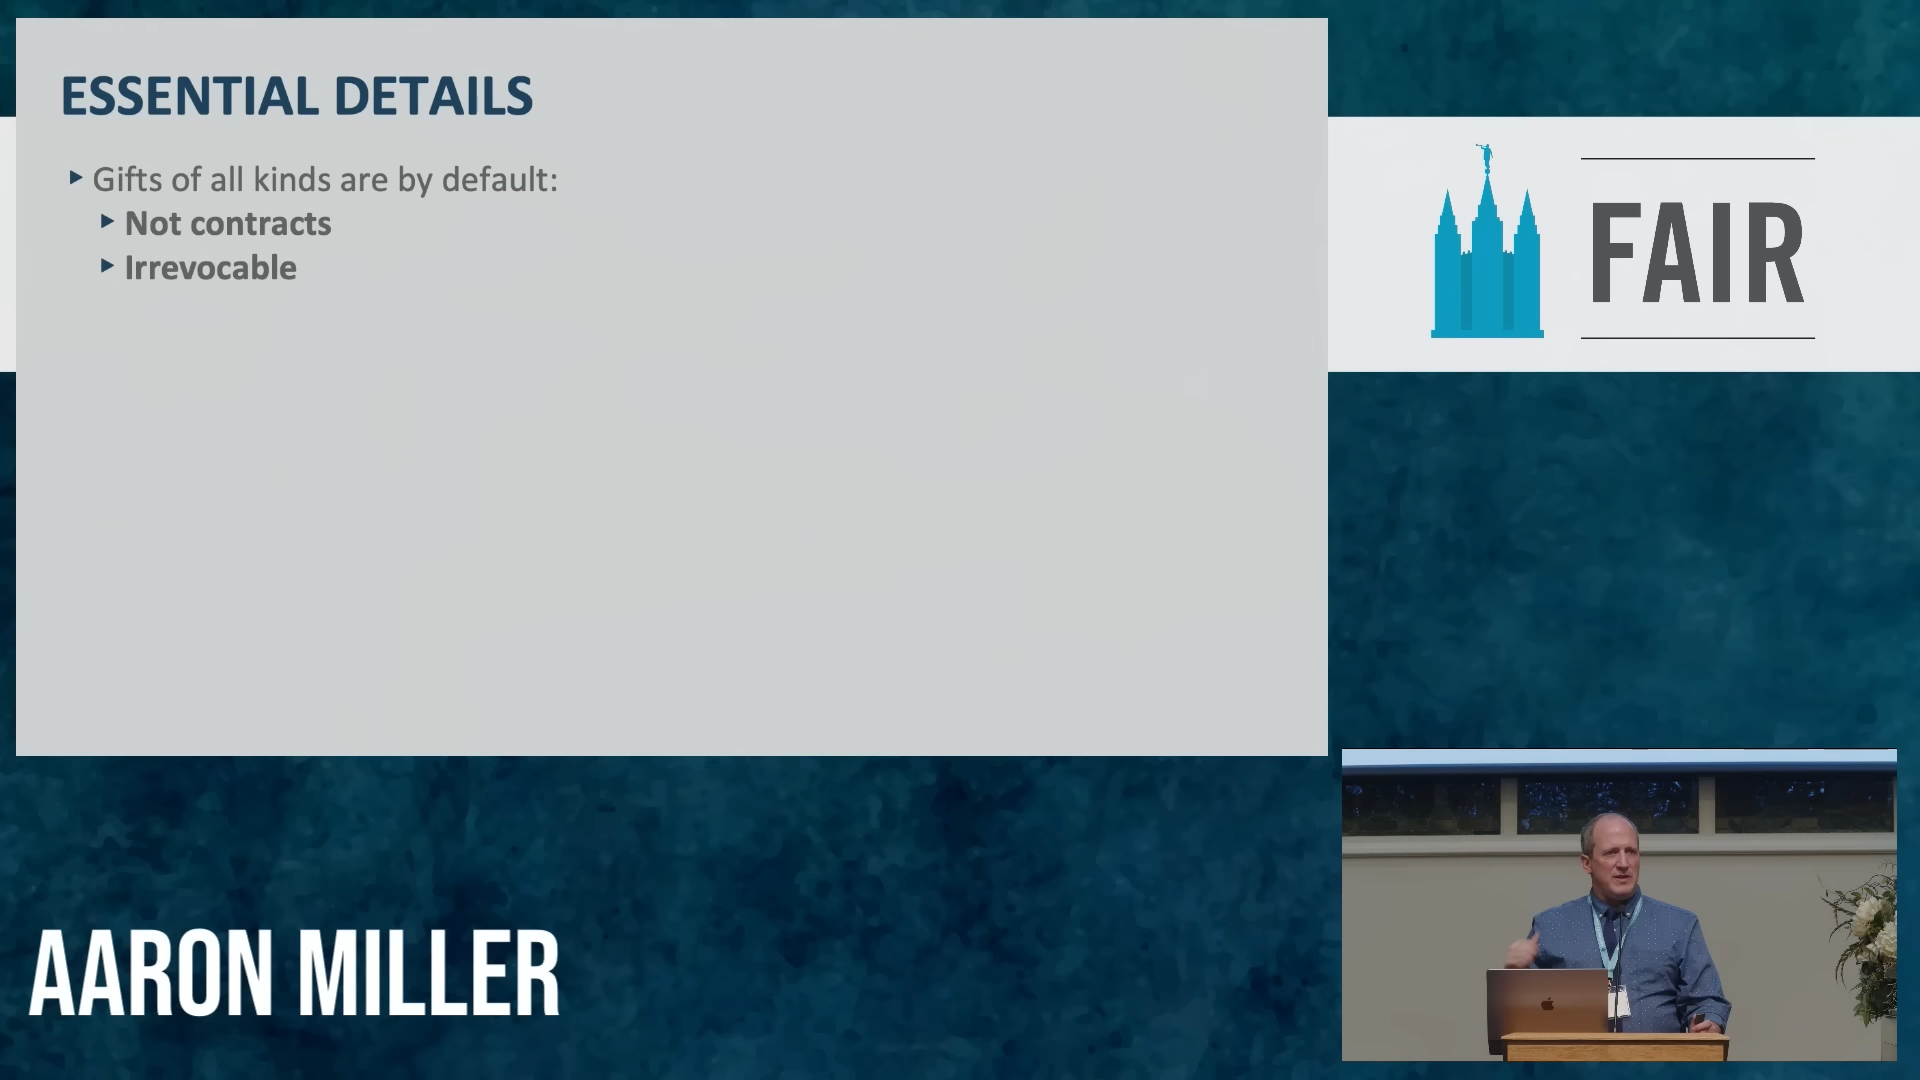 ESSENTIAL DETAILS
Gifts of all kinds are by default:
Not contracts
Irrevocable
FAIR
AARON MILLER